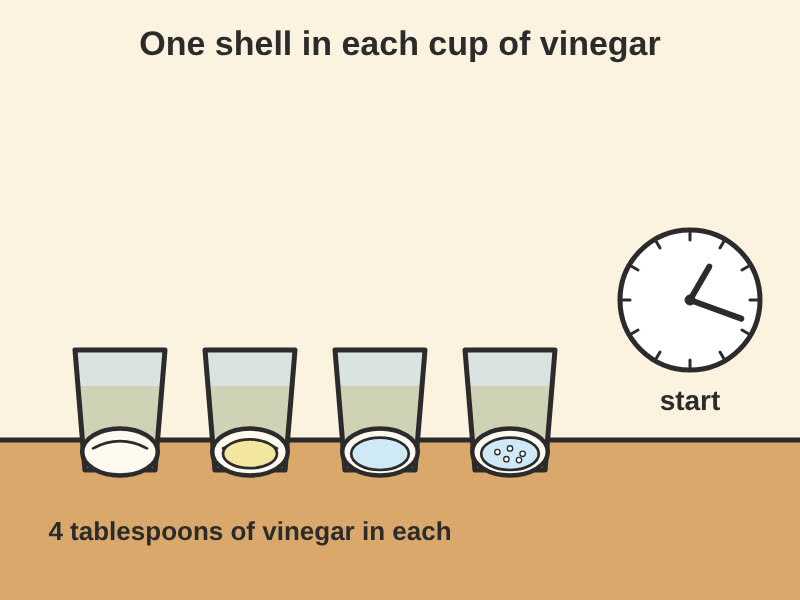 One shell in each cup of vinegar
start
4 tablespoons of vinegar in each